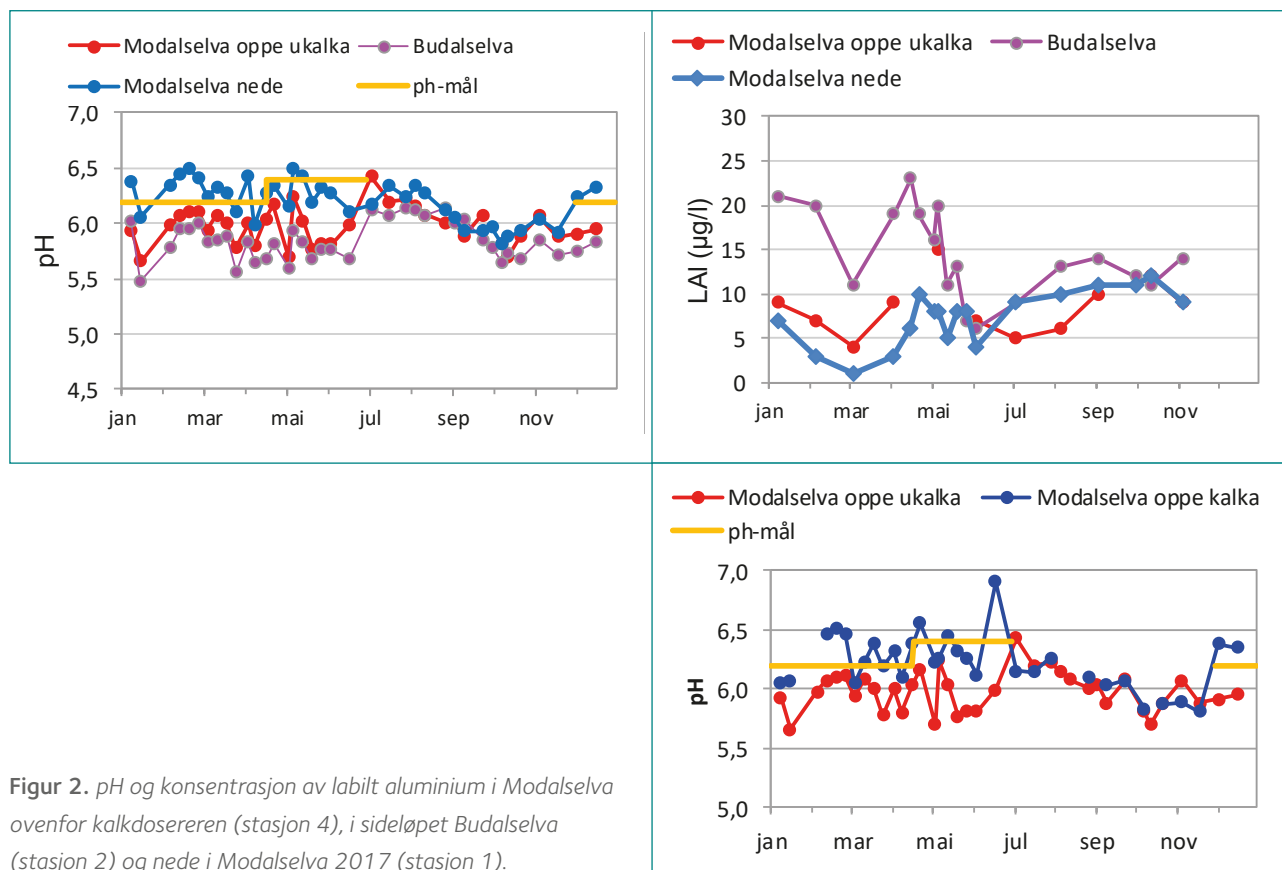 Modalselva oppe ukalka Budalselva
Modalselva nede ph-mål
7,0
6,5
6,0
5,5
5,0
4,5
pH
jan mar mai jul sep nov
Modalselva oppe ukalka Budalselva
Modalselva nede
30
25
20
15
10
5
0
LAl (µg/l)
jan mar mai jul sep nov
Modalselva oppe ukalka Modalselva oppe kalka
ph-mål
7,0
6,5
6,0
5,5
5,0
pH
jan mar mai jul sep nov
Figur 2. pH og konsentrasjon av labilt aluminium i Modalselva
ovenfor kalkdosereren (stasjon 4), i sideløpet Budalselva
(stasjon 2) og nede i Modalselva 2017 (stasjon 1).